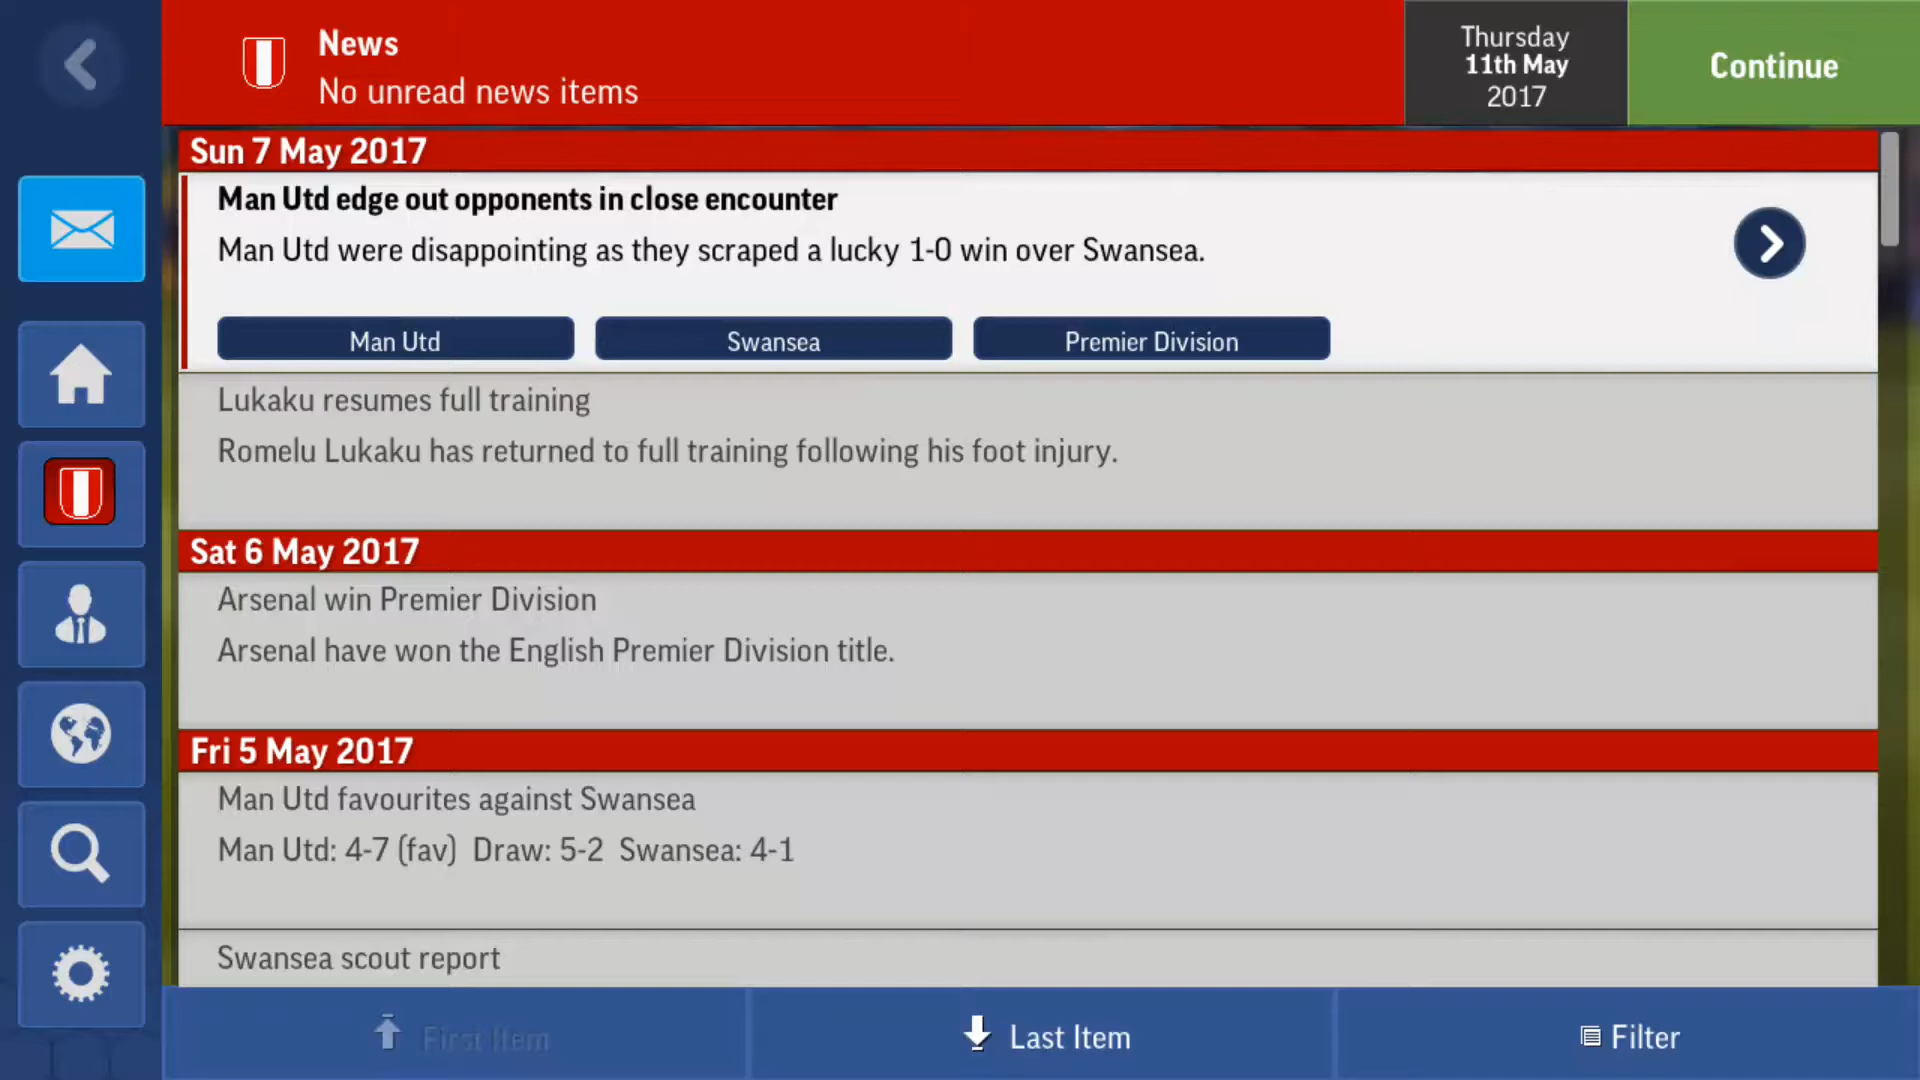 News
No unread news items
Thursday
11th May
2017
Continue
Sun 7 May 2017
Man Utd edge out opponents in close encounter
Man Utd were disappointing as they scraped a lucky 1-0 win over Swansea.
Man Utd
Swansea
Premier Division
Lukaku resumes full training
Romelu Lukaku has returned to full training following his foot injury.
Sat 6 May 2017
Arsenal win Premier Division
Arsenal have won the English Premier Division title.
Fri 5 May 2017
Man Utd favourites against Swansea
Man Utd: 4-7 (fav)  Draw: 5-2  Swansea: 4-1
Swansea scout report
First Item
Last Item
Filter